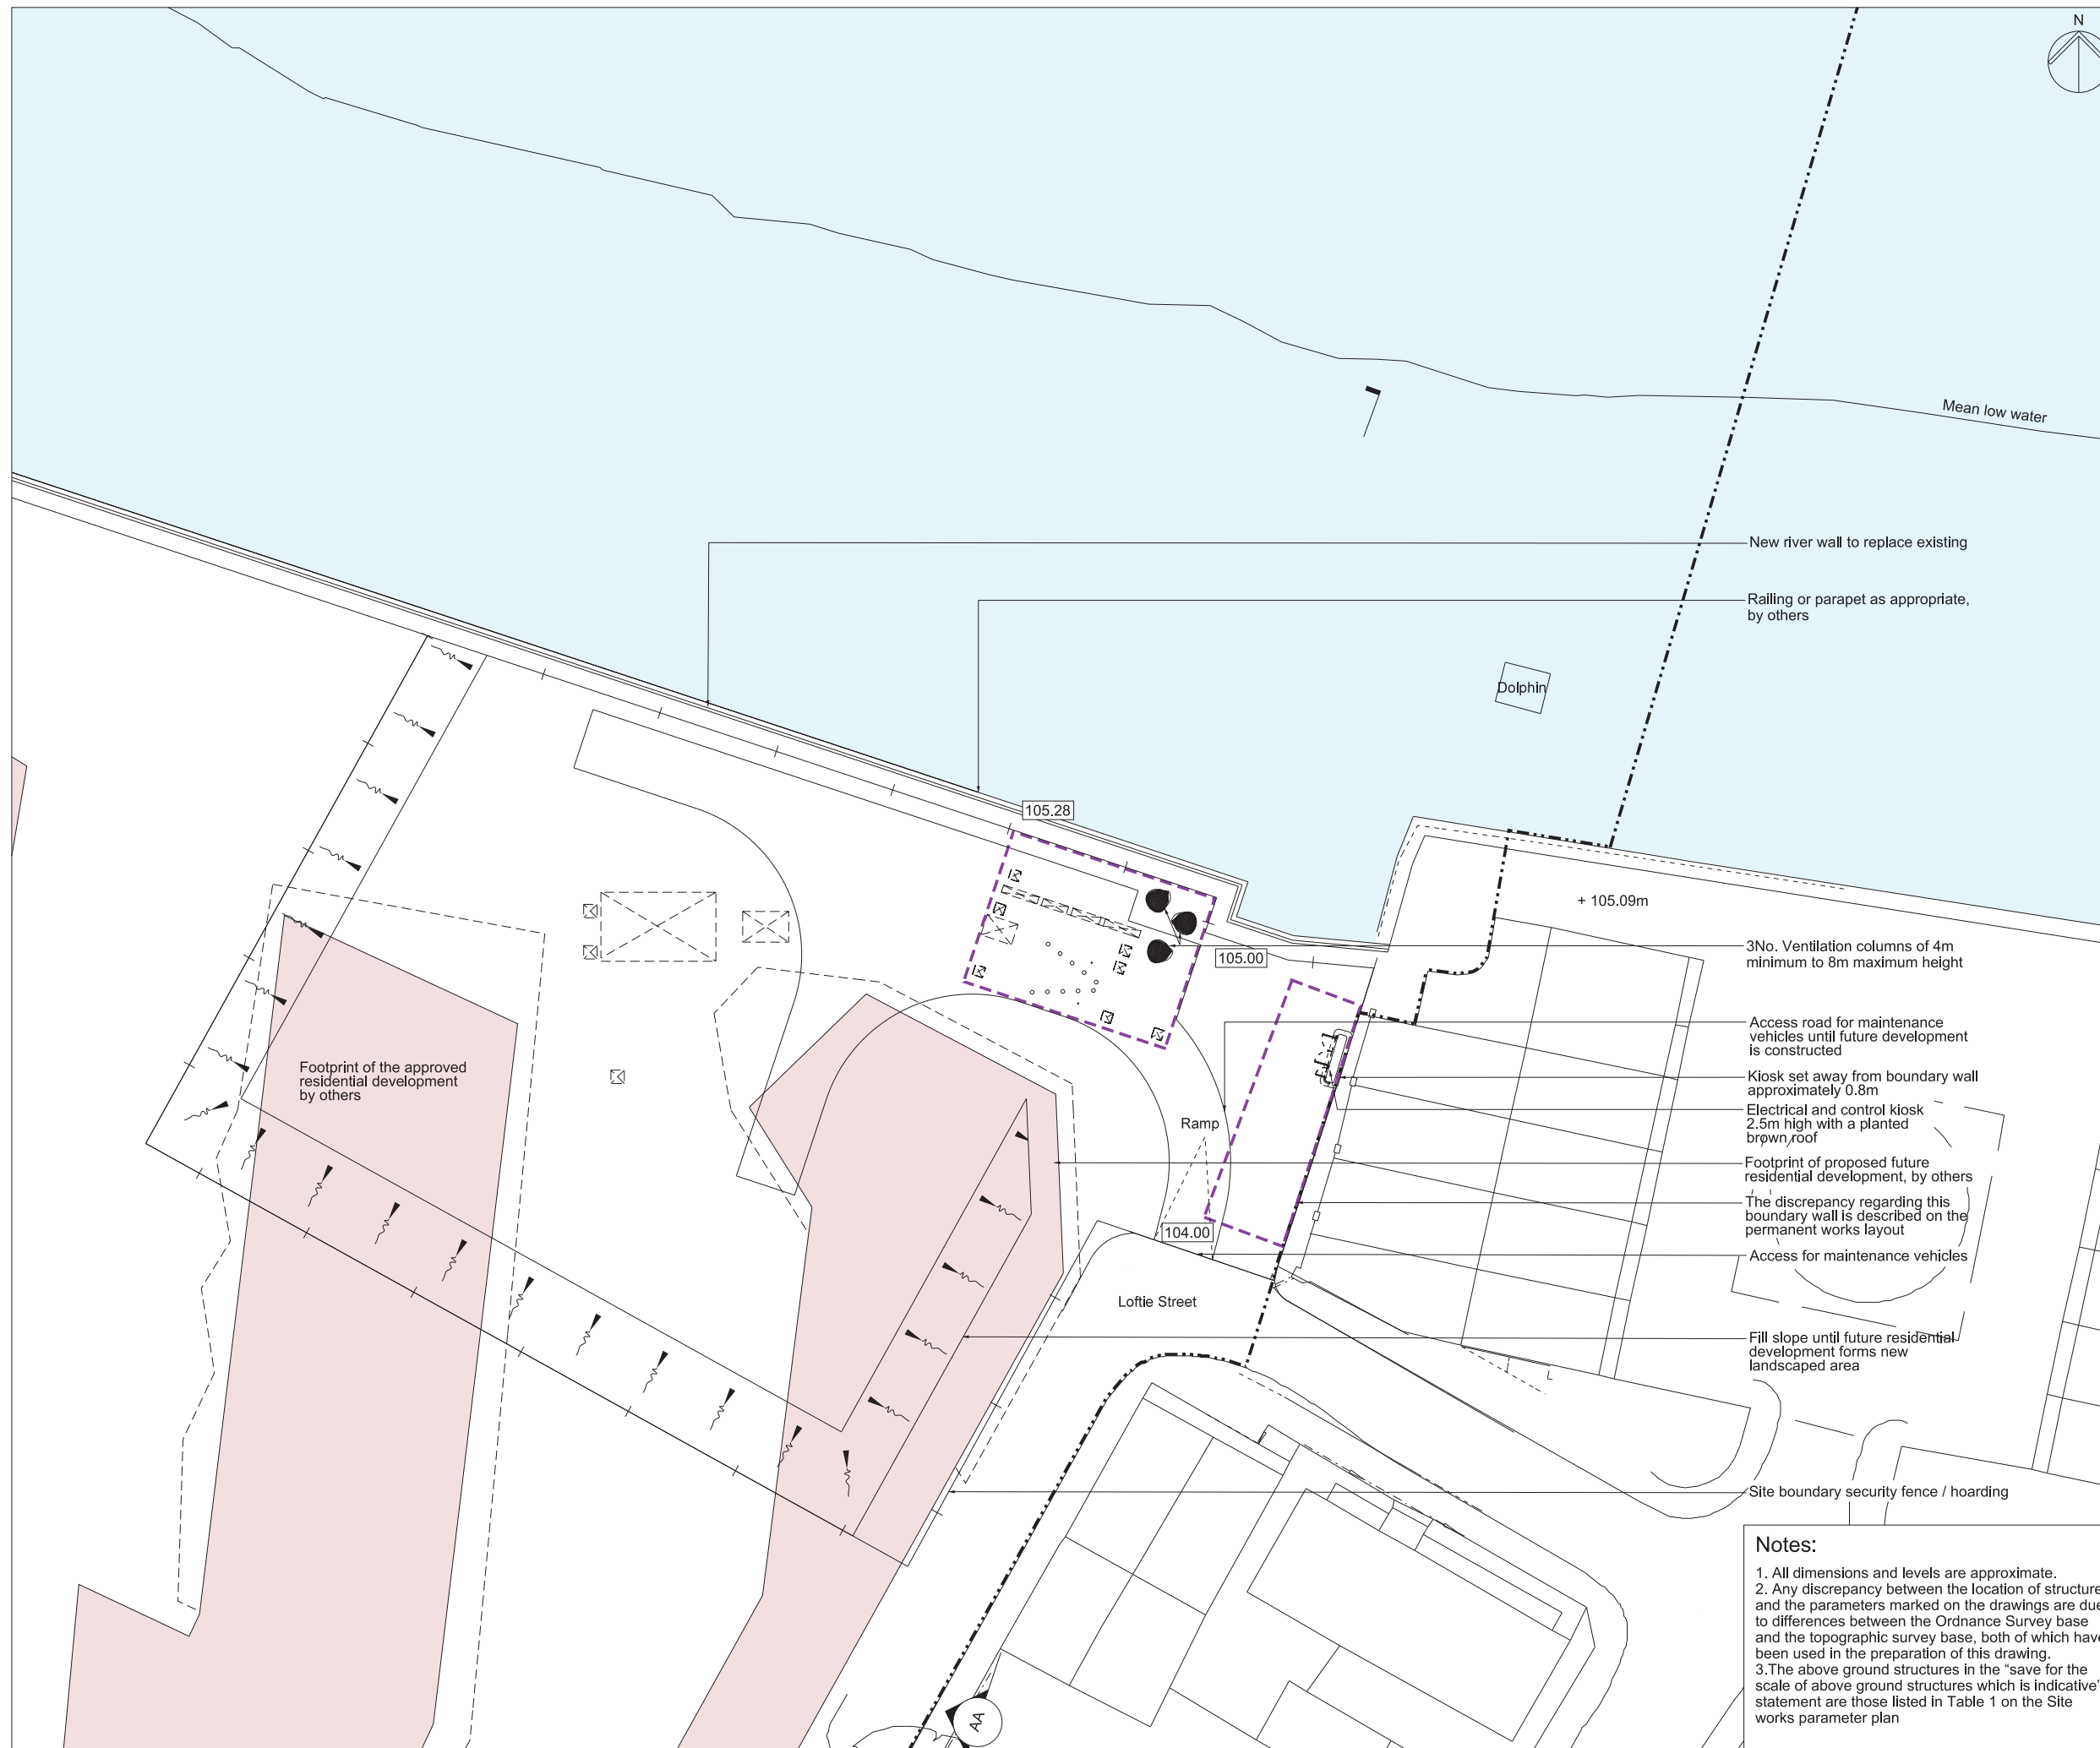 N
Mean low water
New river wall to replace existing
Railing or parapet as appropriate,
by others
Dolphin
105.28
+ 105.09m
3No. Ventilation columns of 4m
minimum to 8m maximum height
105.00
Access road for maintenance
vehicles until future development
is constructed
Footprint of the approved
residential development
by others
Kiosk set away from boundary wall
approximately 0.8m
Electrical and control kiosk
2.5m high with a planted
brown roof
Ramp
Footprint of proposed future
residential development, by others
The discrepancy regarding this
boundary wall is described on the
permanent works layout
104.00
Access for maintenance vehicles
Loftie Street
Fill slope until future residential
development forms new
landscaped area
Site boundary security fence / hoarding
Notes:
1. All dimensions and levels are approximate.
2. Any discrepancy between the location of structure
and the parameters marked on the drawings are due
to differences between the Ordnance Survey base
and the topographic survey base, both of which have
been used in the preparation of this drawing.
3.The above ground structures in the “save for the
scale of above ground structures which is indicative”
statement are those listed in Table 1 on the Site
works parameter plan
AA